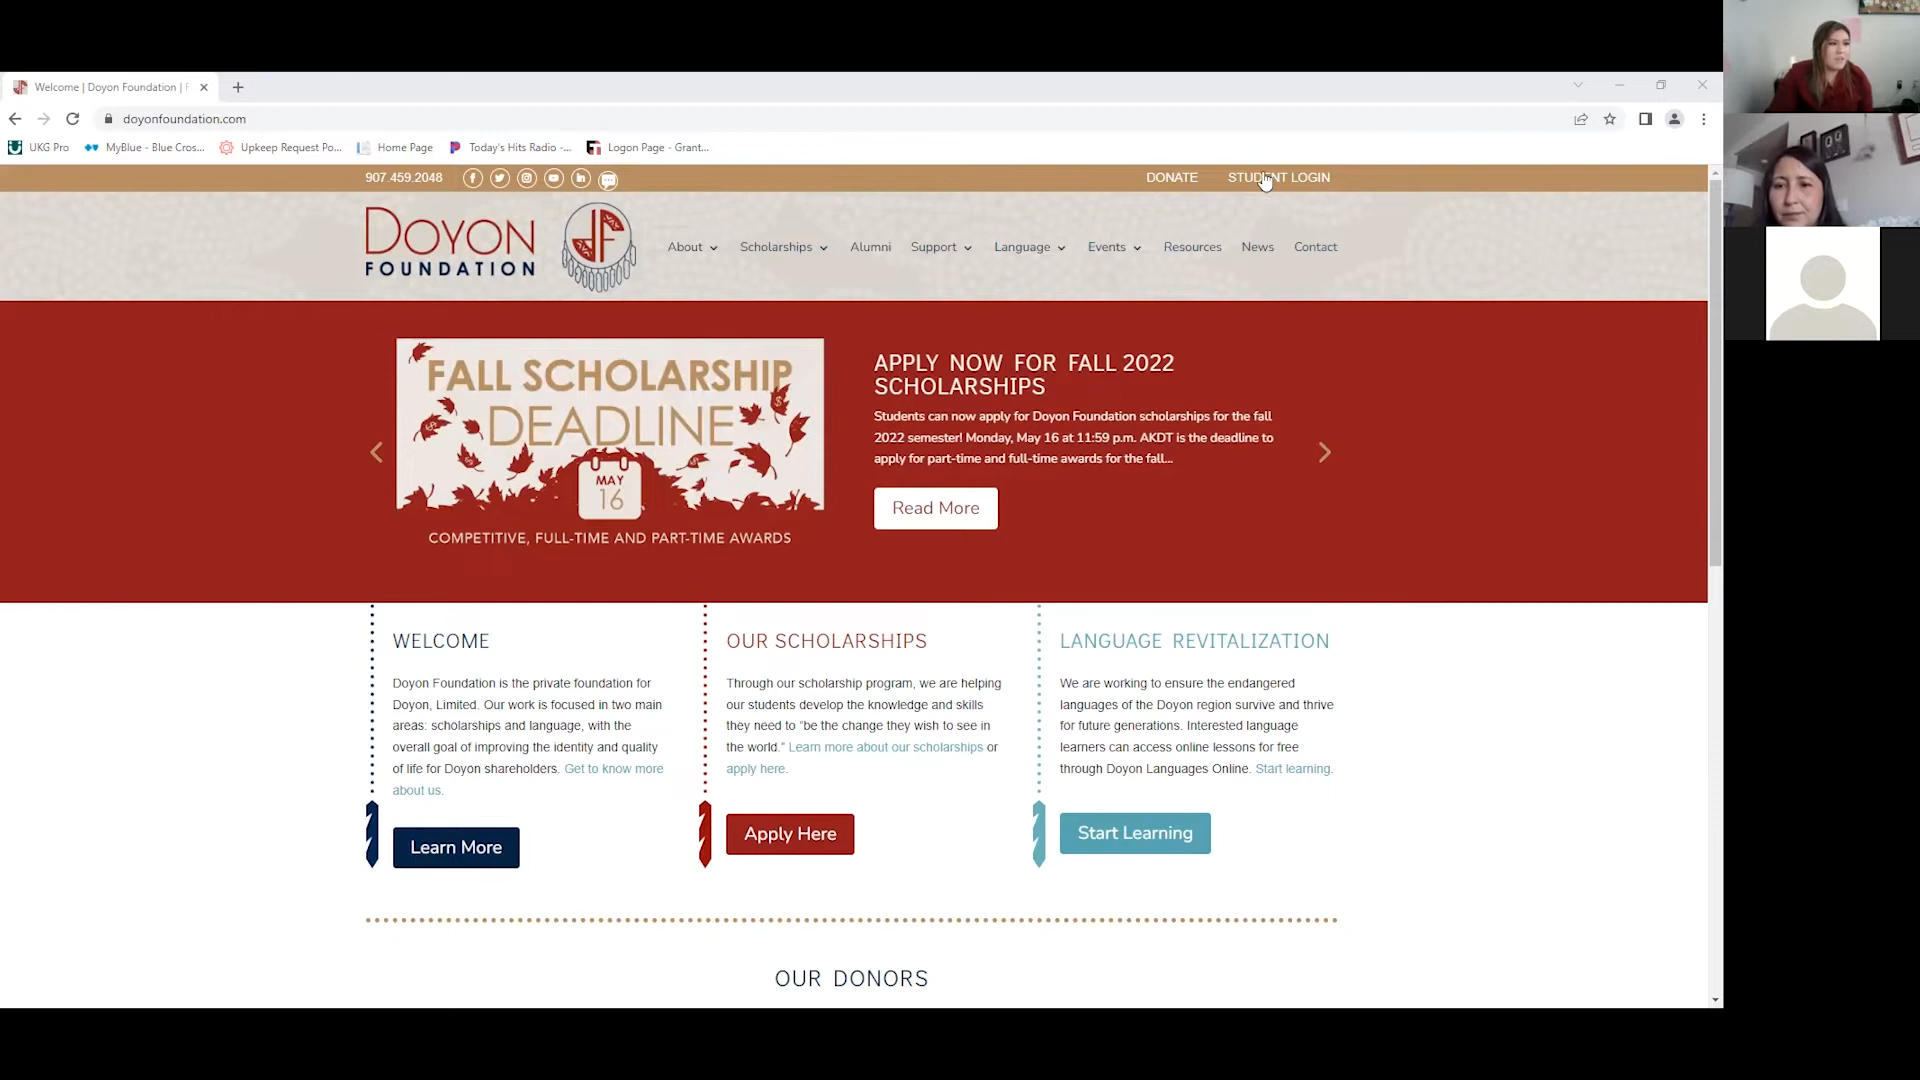 Welcome | Doyon Foundation |
doyonfoundation.com
UKG Pro
MyBlue - Blue Cros...
Upkeep Request Po...
Home Page
Today's Hits Radio -...
Logon Page - Grant...
907.459.2048
DONATE
STUDENT LOGIN
DOYON
FOUNDATION
About
Scholarships
Alumni
Support
Language
Events
Resources
News
Contact
FALL SCHOLARSHIP
DEADLINE
MAY
16
COMPETITIVE, FULL-TIME AND PART-TIME AWARDS
APPLY NOW FOR FALL 2022
SCHOLARSHIPS
Students can now apply for Doyon Foundation scholarships for the fall
2022 semester! Monday, May 16 at 11:59 p.m. AKDT is the deadline to
apply for part-time and full-time awards for the fall...
Read More
WELCOME
Doyon Foundation is the private foundation for
Doyon, Limited. Our work is focused in two main
areas: scholarships and language, with the
overall goal of improving the identity and quality
of life for Doyon shareholders. Get to know more
about us.
Learn More
OUR SCHOLARSHIPS
Through our scholarship program, we are helping
our students develop the knowledge and skills
they need to "be the change they wish to see in
the world." Learn more about our scholarships or
apply here.
Apply Here
LANGUAGE REVITALIZATION
We are working to ensure the endangered
languages of the Doyon region survive and thrive
for future generations. Interested language
learners can access online lessons for free
through Doyon Languages Online. Start learning.
Start Learning
OUR DONORS